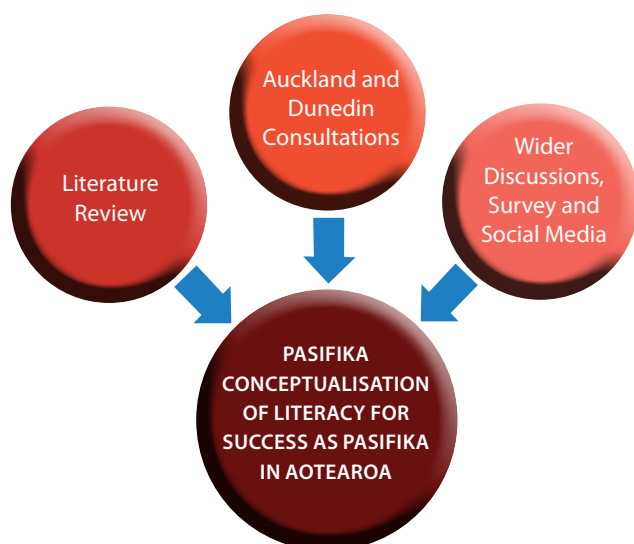 Literature
Review
Auckland and
Dunedin
Consultations
Wider
Discussions,
Survey and
Social Media
PASIFIKA
CONCEPTUALISATION
OF LITERACY FOR
SUCCESS AS PASIFIKA
IN AOTEAROA